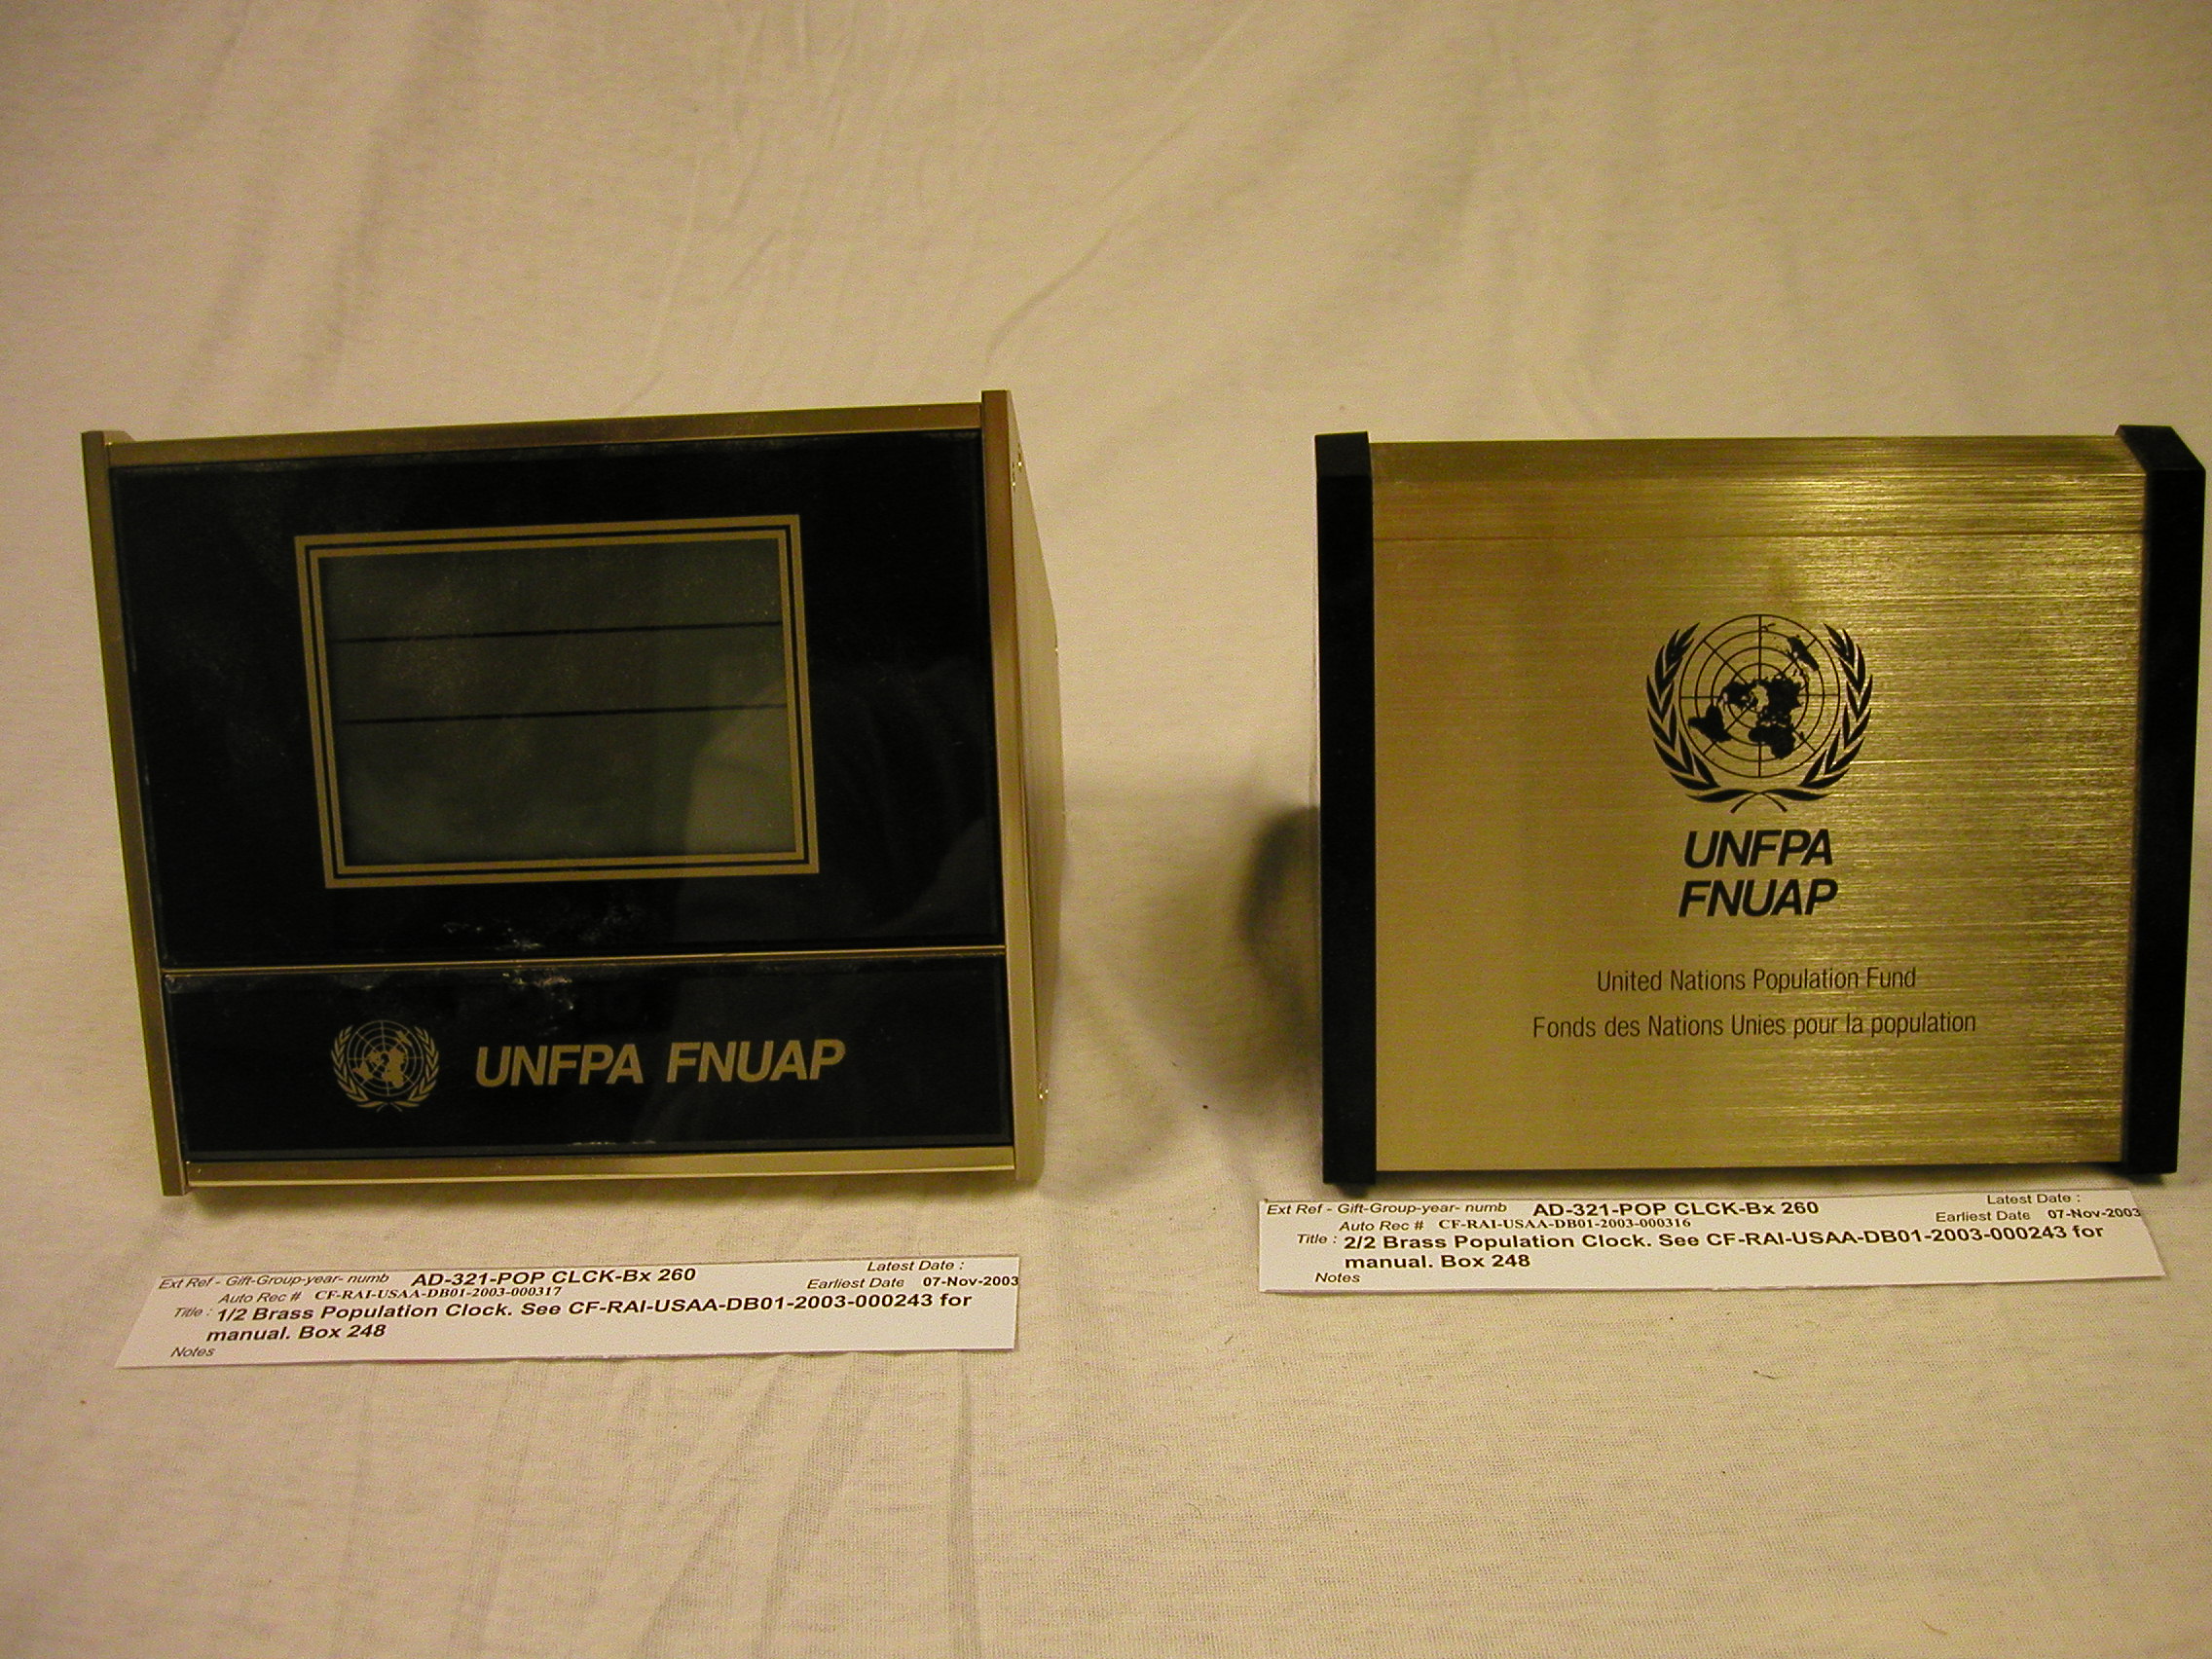 UNFPA FNUAP
Ext Ref - Gift-Group-year- numb AD-321-POP CLCK-Bx 260 Latest Date :
Auto Rec # CF-RAI-USAA-DB01-2003-000317 Earliest Date 07-Nov-2003
Title : 1/2 Brass Population Clock. See CF-RAI-USAA-DB01-2003-000243 for
manual. Box 248
Notes
UNFPA
FNUAP
United Nations Population Fund
Fonds des Nations Unies pour la population
Ext Ref - Gift-Group-year- numb AD-321-POP CLCK-Bx 260 Latest Date :
Auto Rec # CF-RAI-USAA-DB01-2003-000316 Earliest Date 07-Nov-2003
Title : 2/2 Brass Population Clock. See CF-RAI-USAA-DB01-2003-000243 for
manual. Box 248
Notes